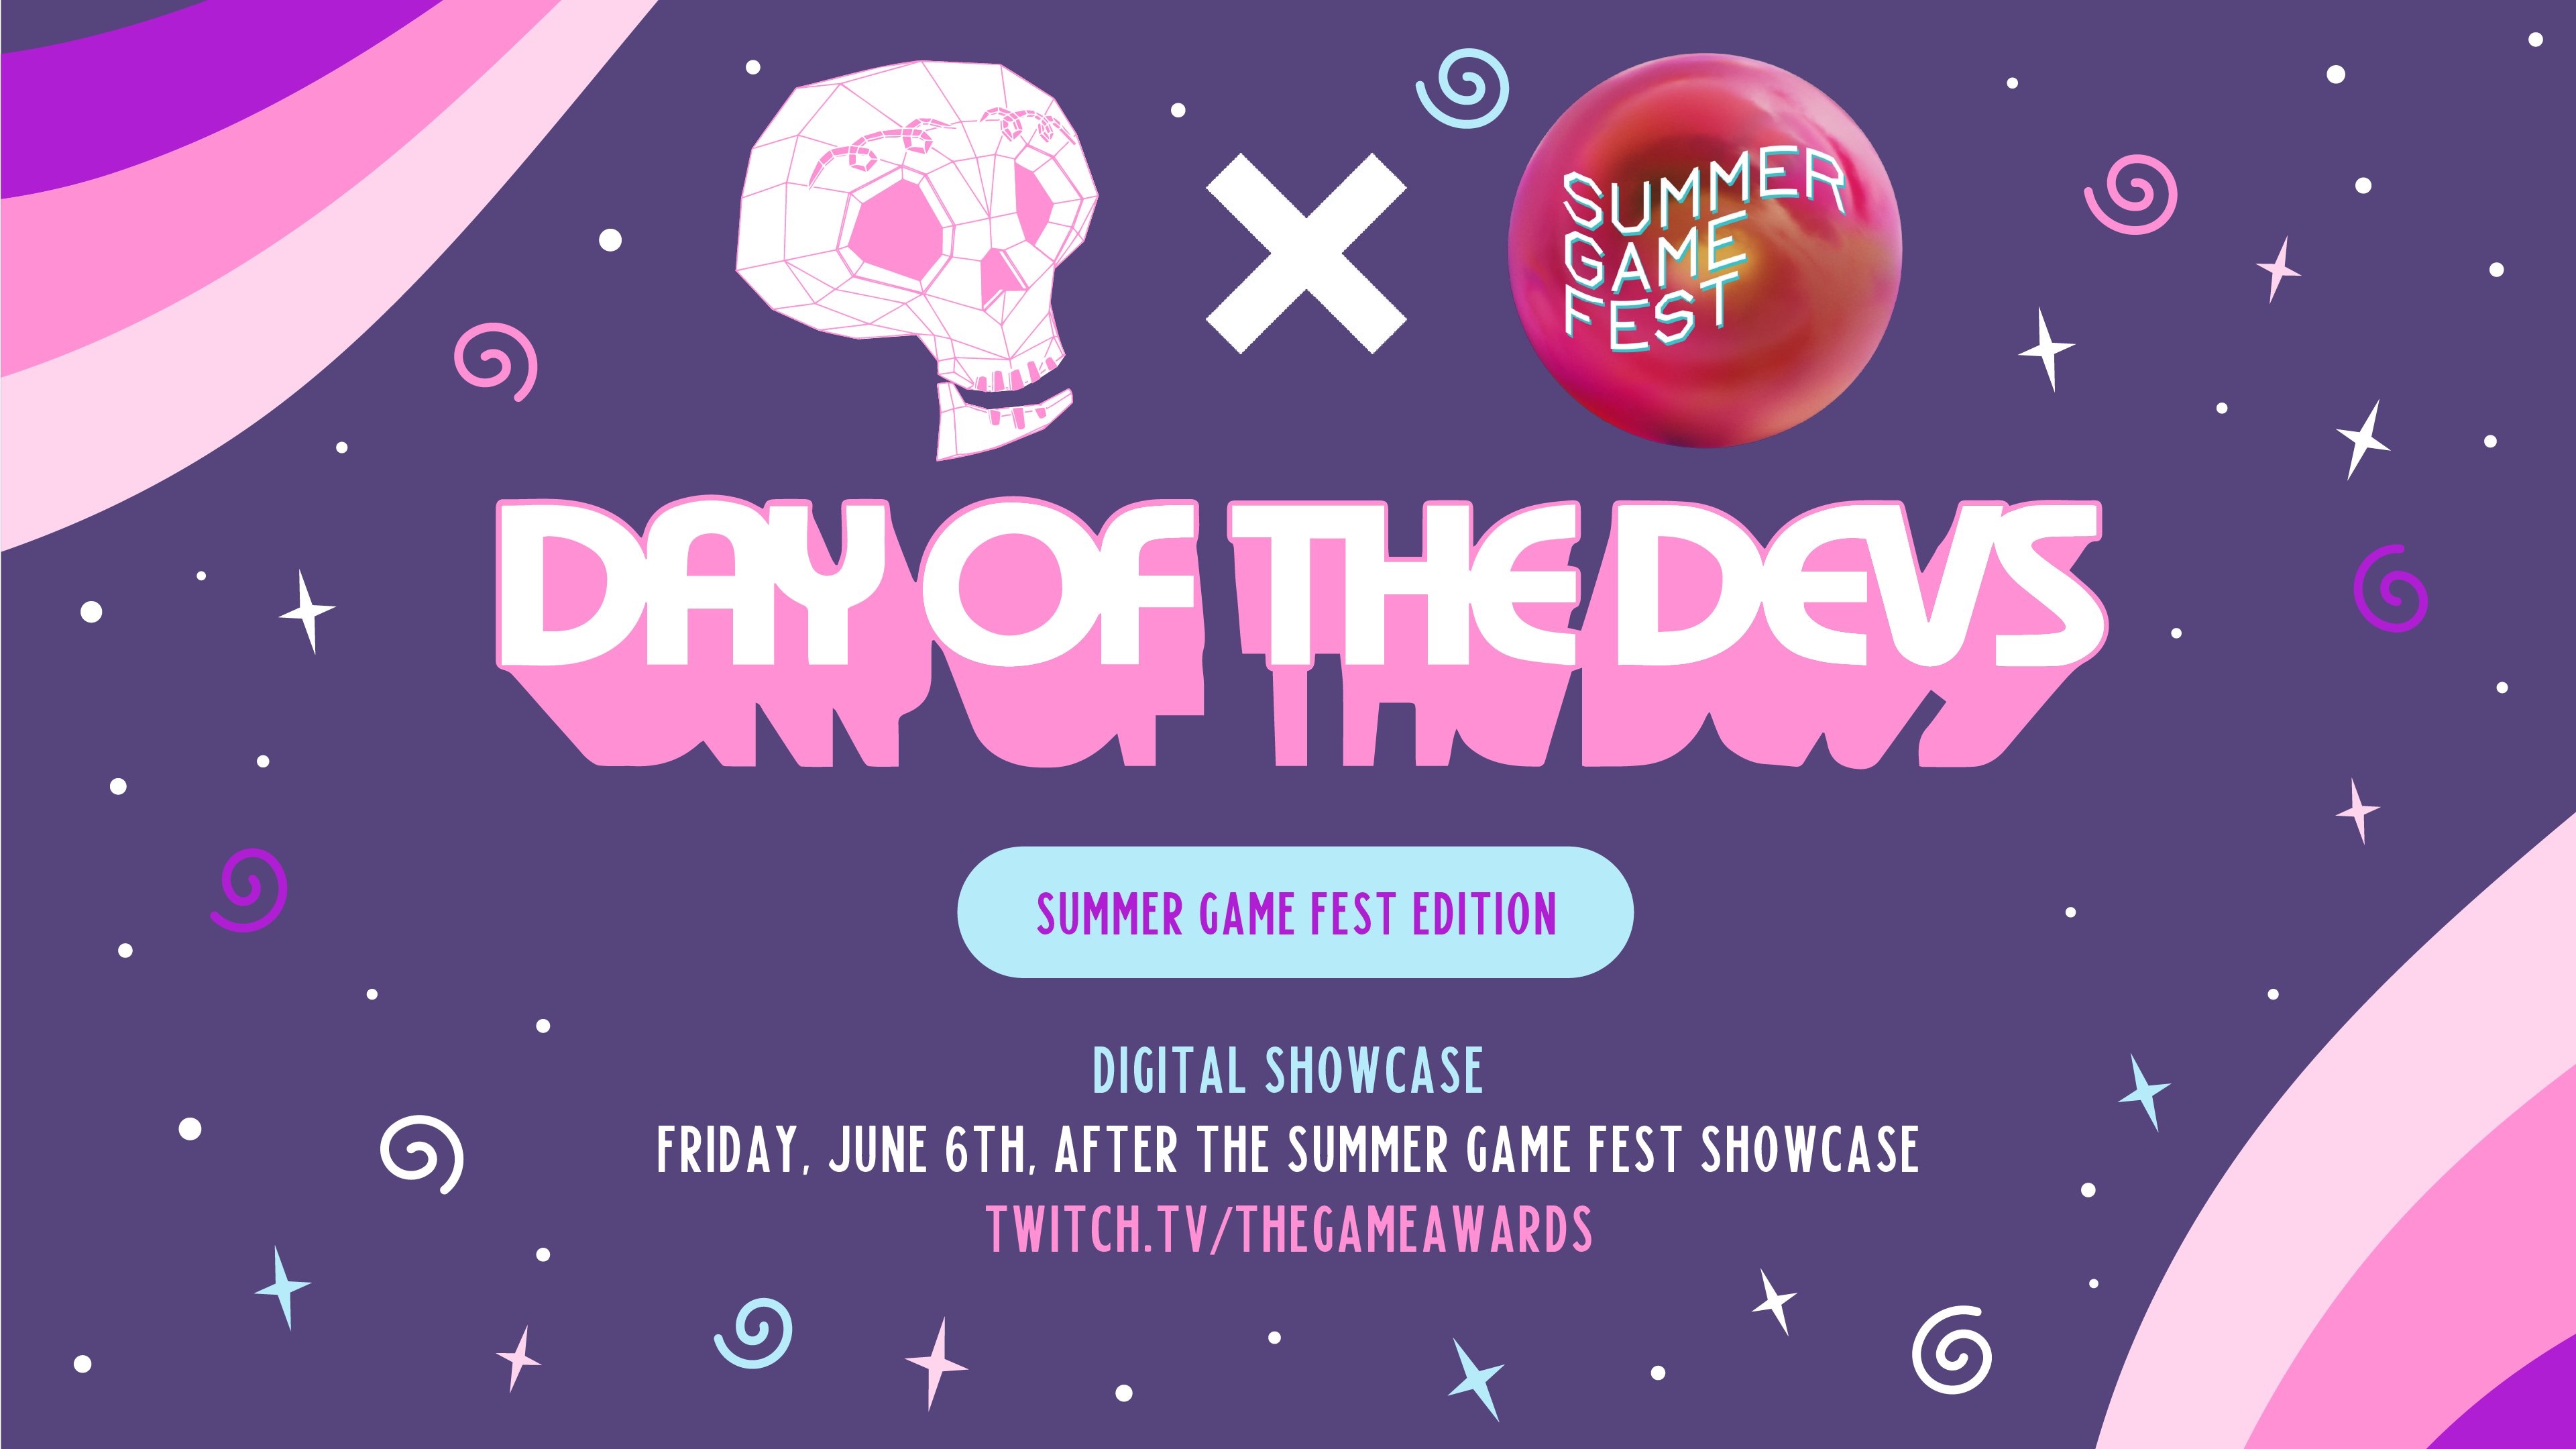 SUMMER
GAME
FEST
DAY OF THE DEVS
SUMMER GAME FEST EDITION
DIGITAL SHOWCASE
FRIDAY, JUNE 6TH, AFTER THE SUMMER GAME FEST SHOWCASE
TWITCH.TV/THEGAMEAWARDS